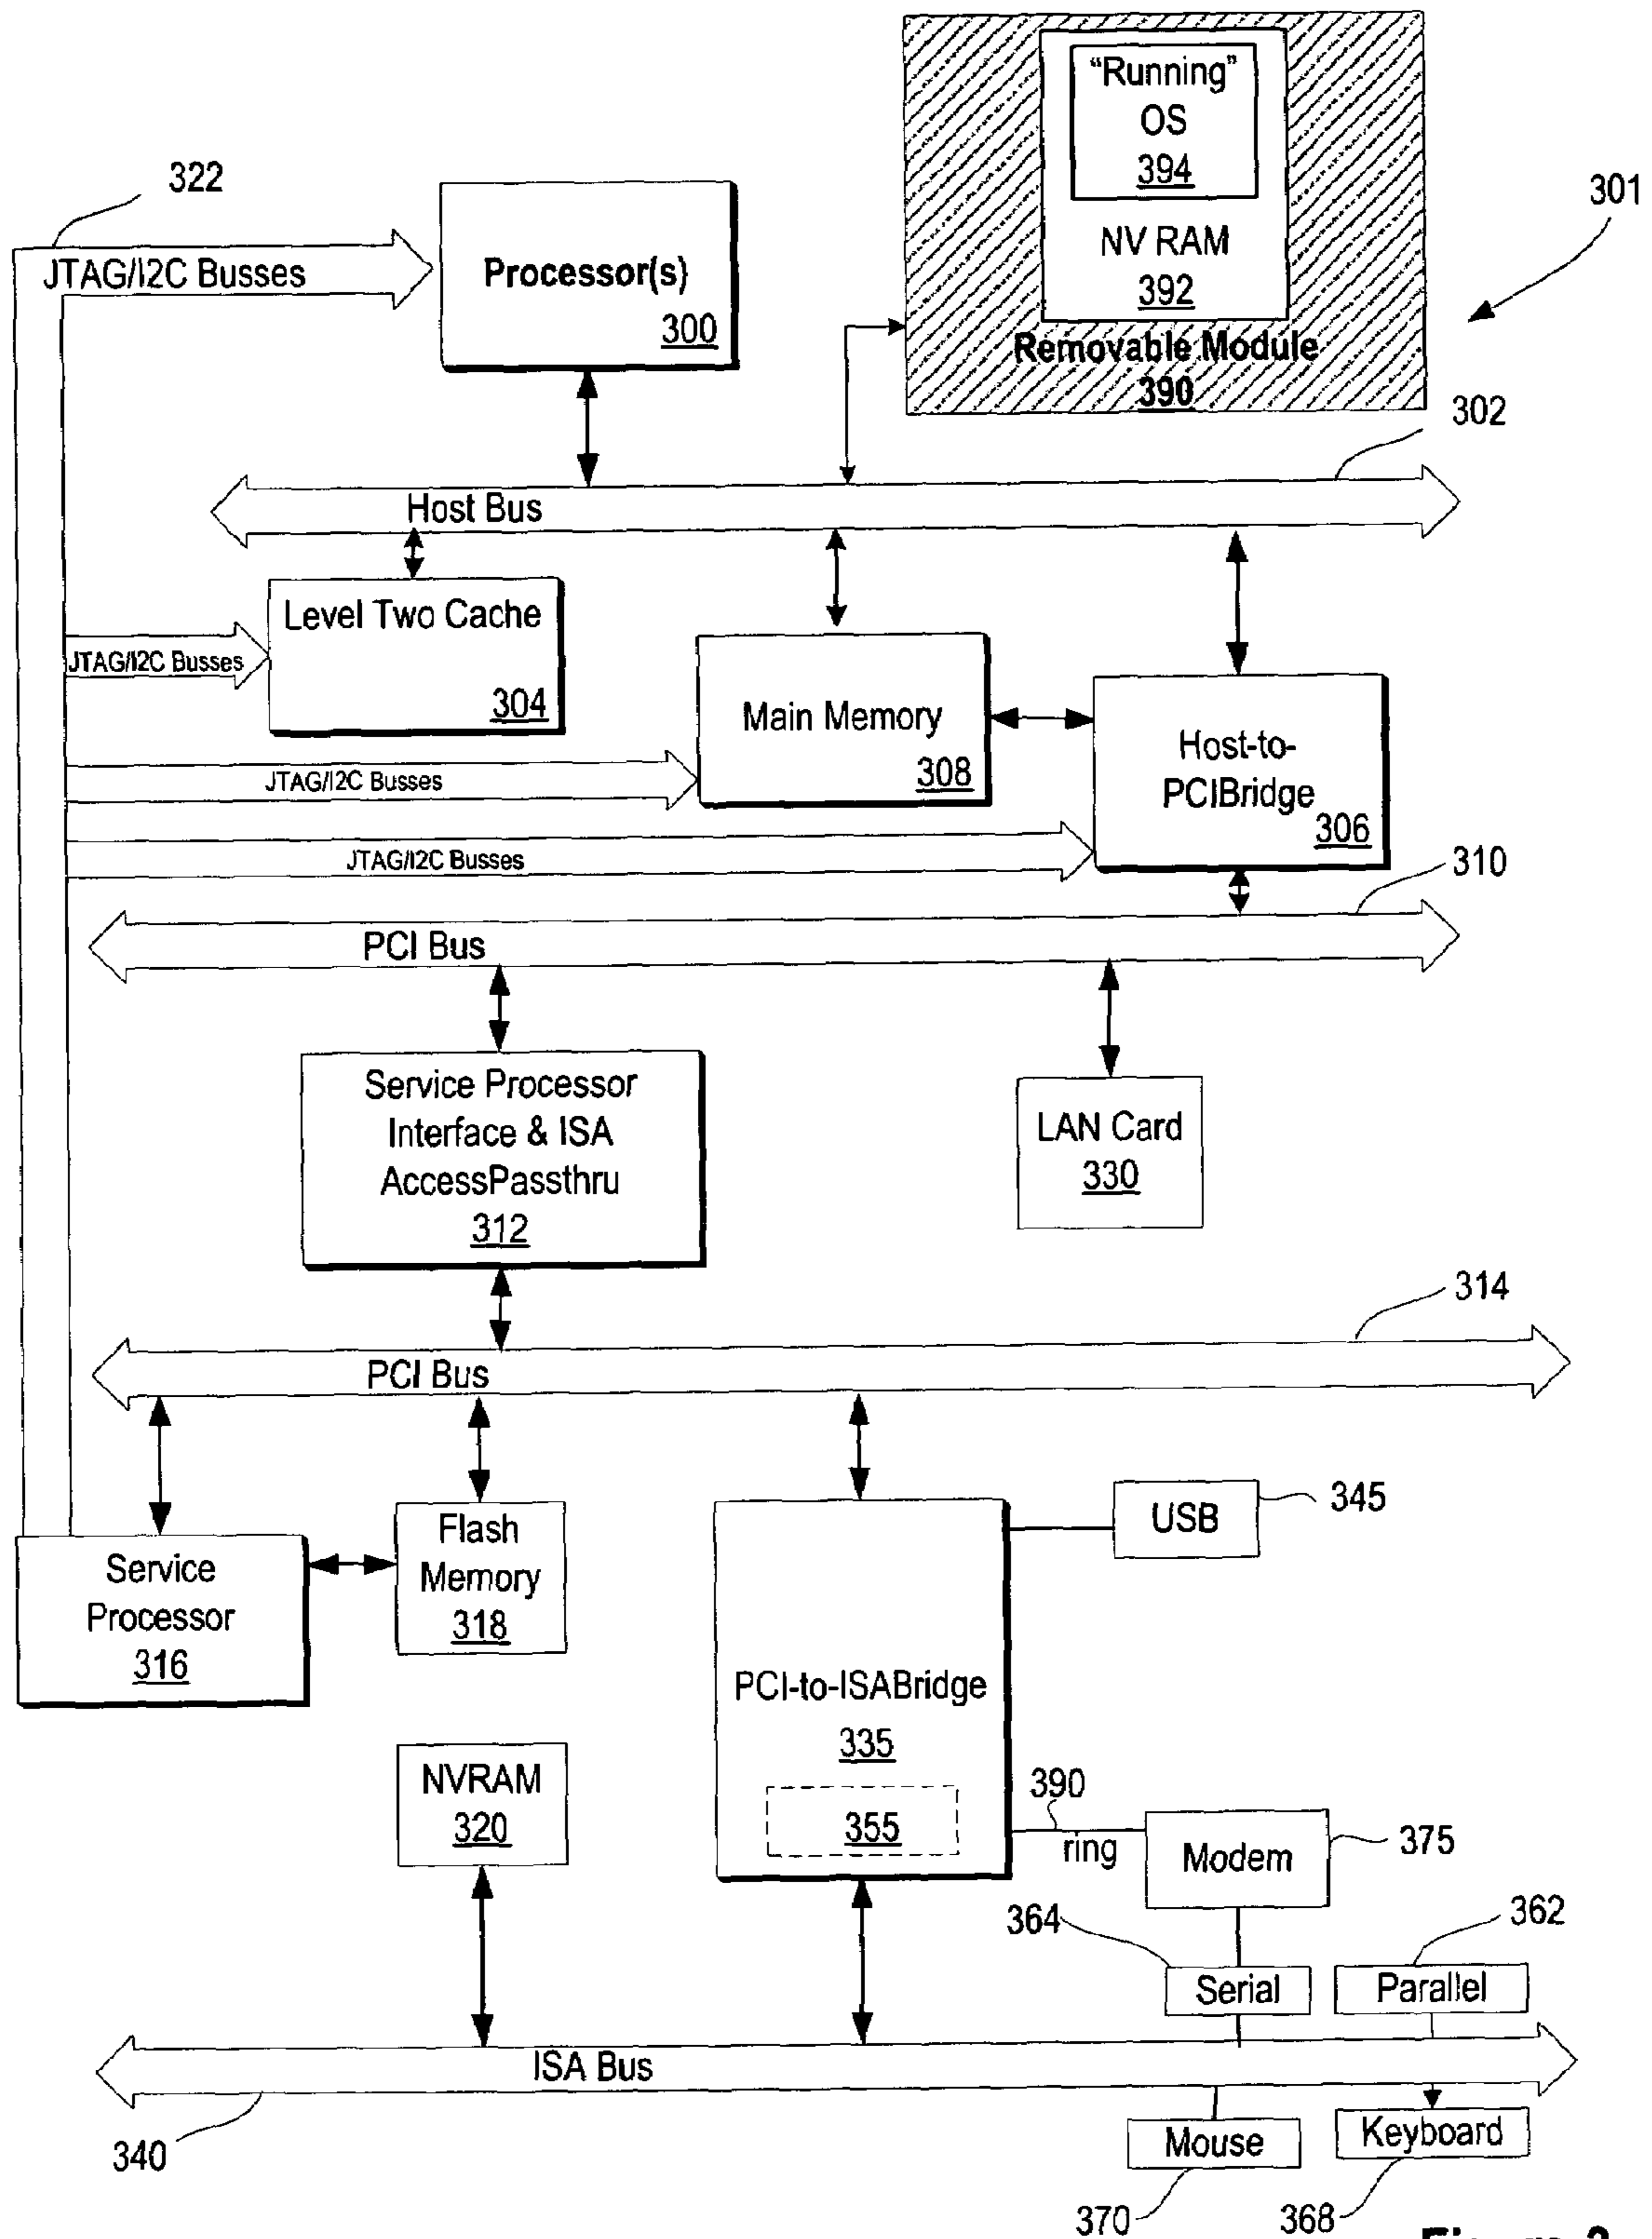 “Running”
OS
394
NV RAM
392
Removable Module
390
301
322
JTAG/I2C Busses
Processor(s)
300
302
Host Bus
Level Two Cache
304
JTAG/I2C Busses
Main Memory
308
Host-to-
PCIBridge
306
JTAG/I2C Busses
JTAG/I2C Busses
310
PCI Bus
Service Processor
Interface & ISA
AccessPassthru
312
LAN Card
330
314
PCI Bus
Service
Processor
316
Flash
Memory
318
USB
345
PCI-to-ISABridge
335
355
NVRAM
320
390
ring
Modem
375
364
362
Serial
Parallel
ISA Bus
340
Mouse
Keyboard
370
368